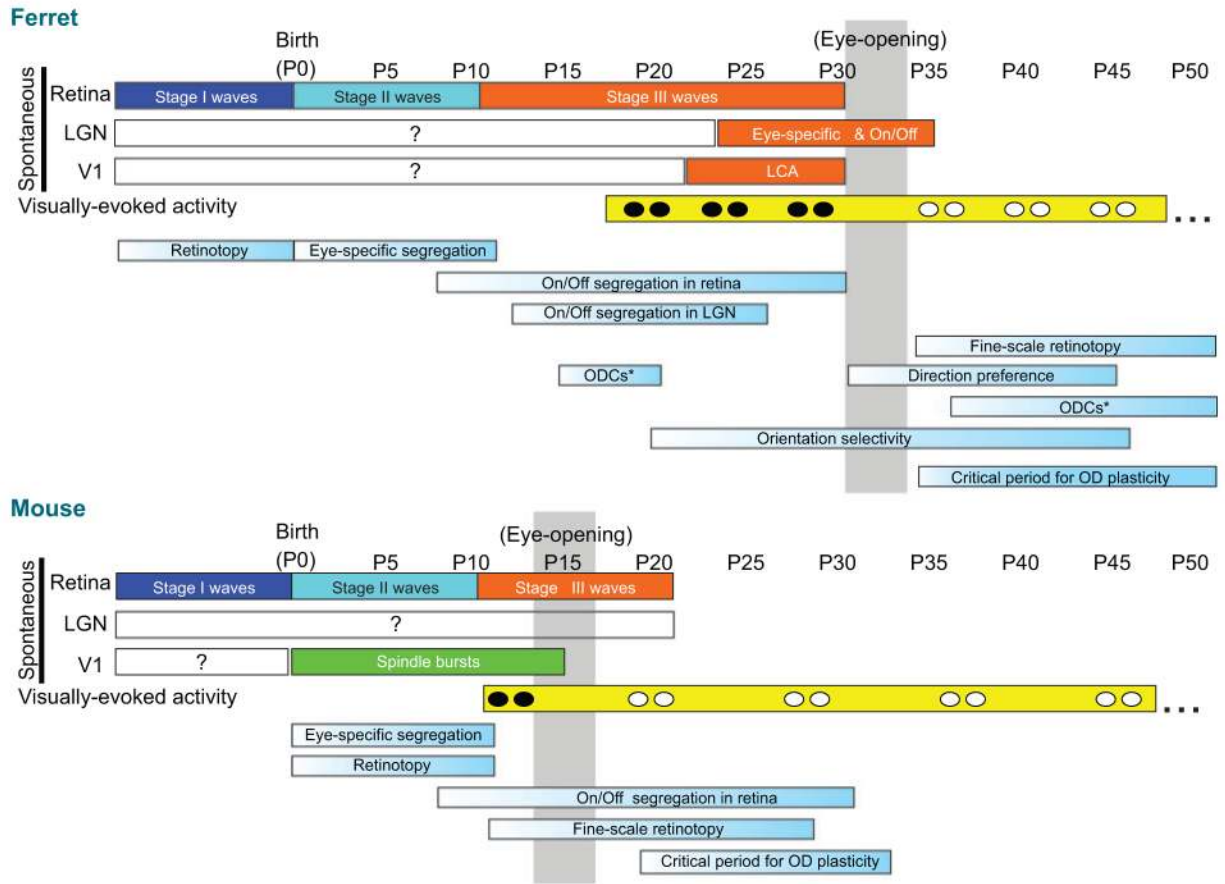 Ferret
Birth
(Eye-opening)
(P0) P5 P10 P15 P20 P25 P30 P35 P40 P45 P50
Spontaneous
Retina Stage I waves Stage II waves Stage III waves
LGN ? Eye-specific & On/Off
V1 ? LCA
Visually-evoked activity ...
Retinotopy Eye-specific segregation
On/Off segregation in retina
On/Off segregation in LGN
Fine-scale retinotopy
ODCs* Direction preference
ODCs*
Orientation selectivity
Critical period for OD plasticity
Mouse
Birth (Eye-opening)
(P0) P5 P10 P15 P20 P25 P30 P35 P40 P45 P50
Spontaneous
Retina Stage I waves Stage II waves Stage III waves
LGN ?
V1 ? Spindle bursts
Visually-evoked activity ...
Eye-specific segregation
Retinotopy
On/Off segregation in retina
Fine-scale retinotopy
Critical period for OD plasticity